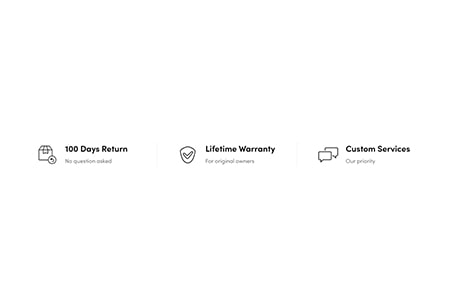 100 Days Return
No question asked
Lifetime Warranty
For original owners
Custom Services
Our priority